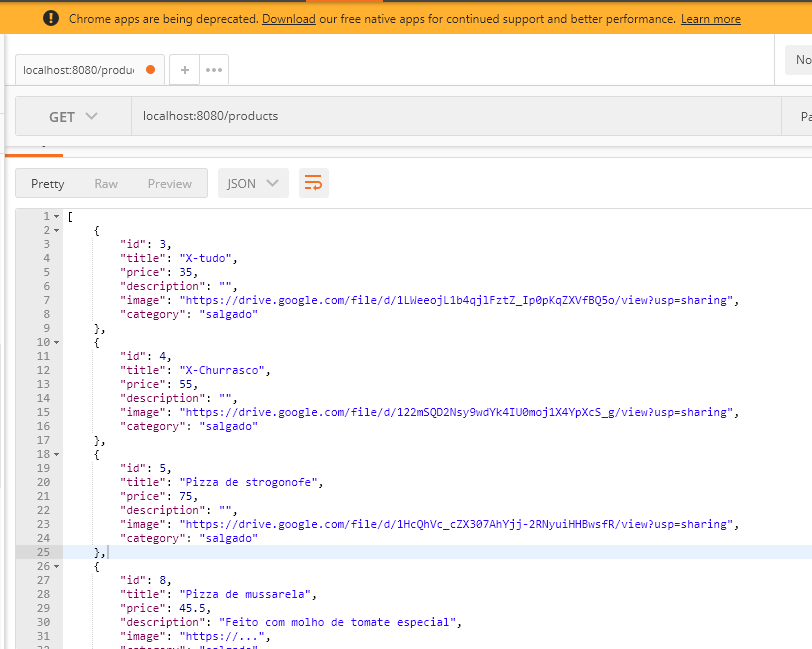 Chrome apps are being deprecated. Download our free native apps for continued support and better performance. Learn more
localhost:8080/produ
No
GET localhost:8080/products Pa
Pretty Raw Preview JSON
1 [
2 {
3 "id": 3,
4 "title": "X-tudo",
5 "price": 35,
6 "description": "",
7 "image": "https://drive.google.com/file/d/1LWeeojL1b4qjlFztZ_Ip0pKqZXVfBQ5o/view?usp=sharing",
8 "category": "salgado"
9 },
10 {
11 "id": 4,
12 "title": "X-Churrasco",
13 "price": 55,
14 "description": "",
15 "image": "https://drive.google.com/file/d/122mSQD2Nsy9wdYk4IU0moj1X4YpXcS_g/view?usp=sharing",
16 "category": "salgado"
17 },
18 {
19 "id": 5,
20 "title": "Pizza de strogonofe",
21 "price": 75,
22 "description": "",
23 "image": "https://drive.google.com/file/d/1HcQhVc_cZX307AhYjj-2RNyuiHHBwsfR/view?usp=sharing",
24 "category": "salgado"
25 },
26 {
27 "id": 8,
28 "title": "Pizza de mussarela",
29 "price": 45.5,
30 "description": "Feito com molho de tomate especial",
31 "image": "https://...",